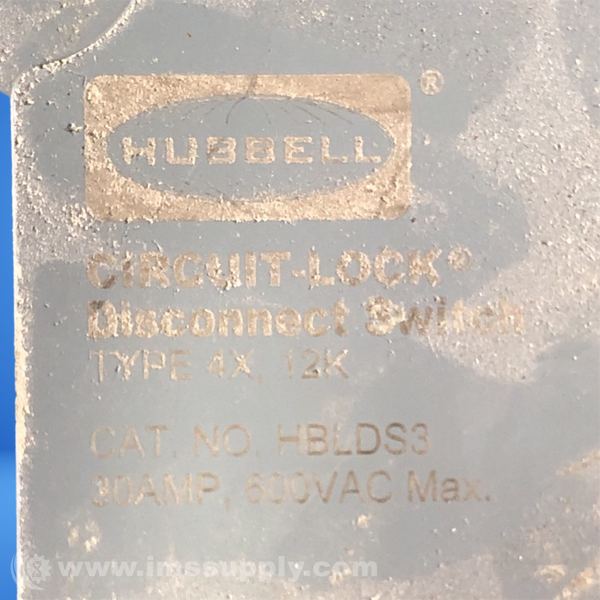 HUBBELL ®
CIRCUIT-LOCK®
Disconnect Switch
TYPE 4X, 12K
CAT. NO. HBLDS3
30AMP, 600VAC Max.
www.imssupply.com